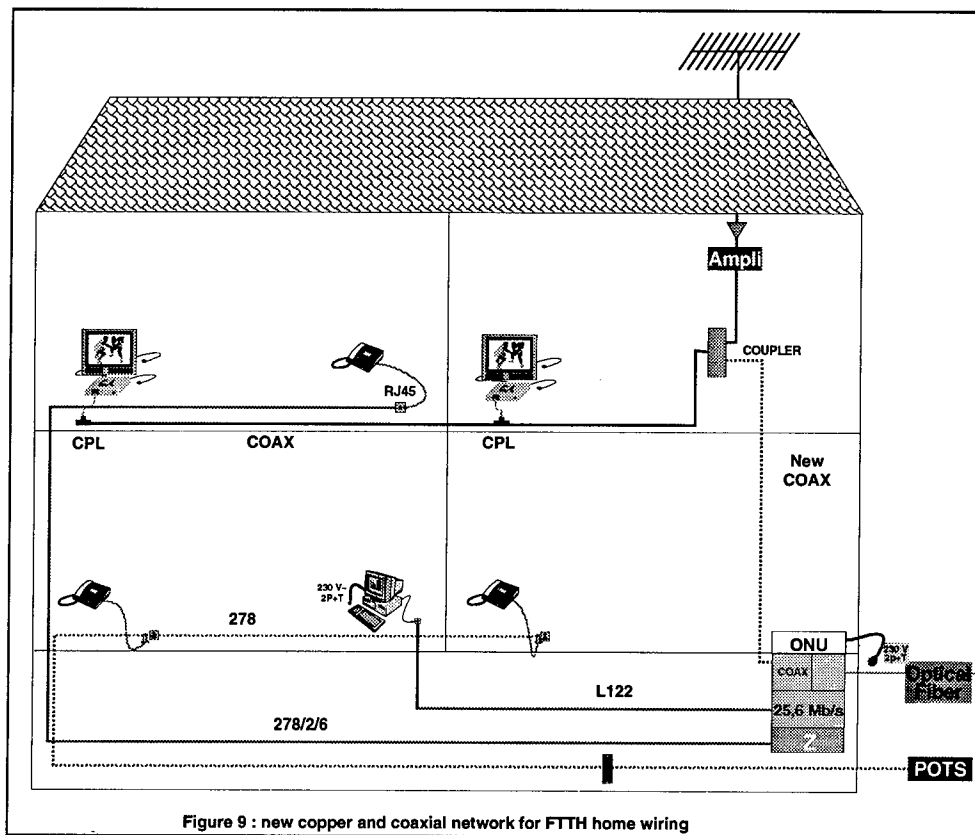 Ampli
COUPLER
RJ45
CPL
COAX
CPL
New
COAX
230 V~
2P+T
278
ONU
230 V
2P+T
COAX
Optical
Fiber
L122
25,6 Mb/s
278/2/6
Z
POTS
Figure 9 : new copper and coaxial network for FTTH home wiring